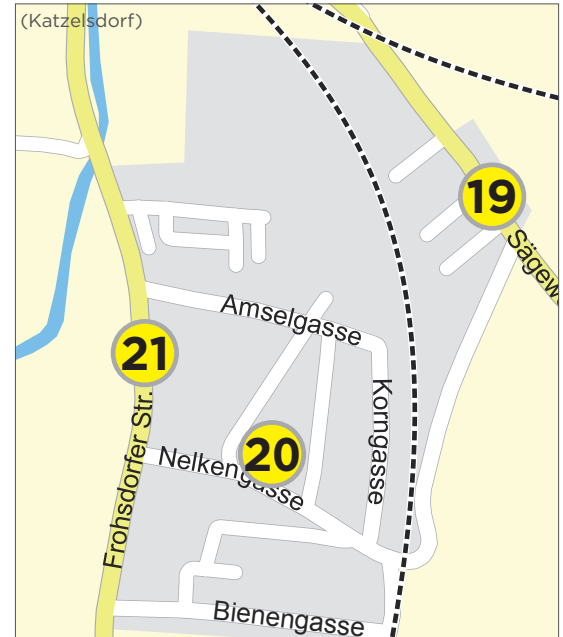 (Katzelsdorf)
19
Sägew
Amselgasse
21
Korngasse
20
Nelkengasse
Frohsdorfer Str.
Bienengasse